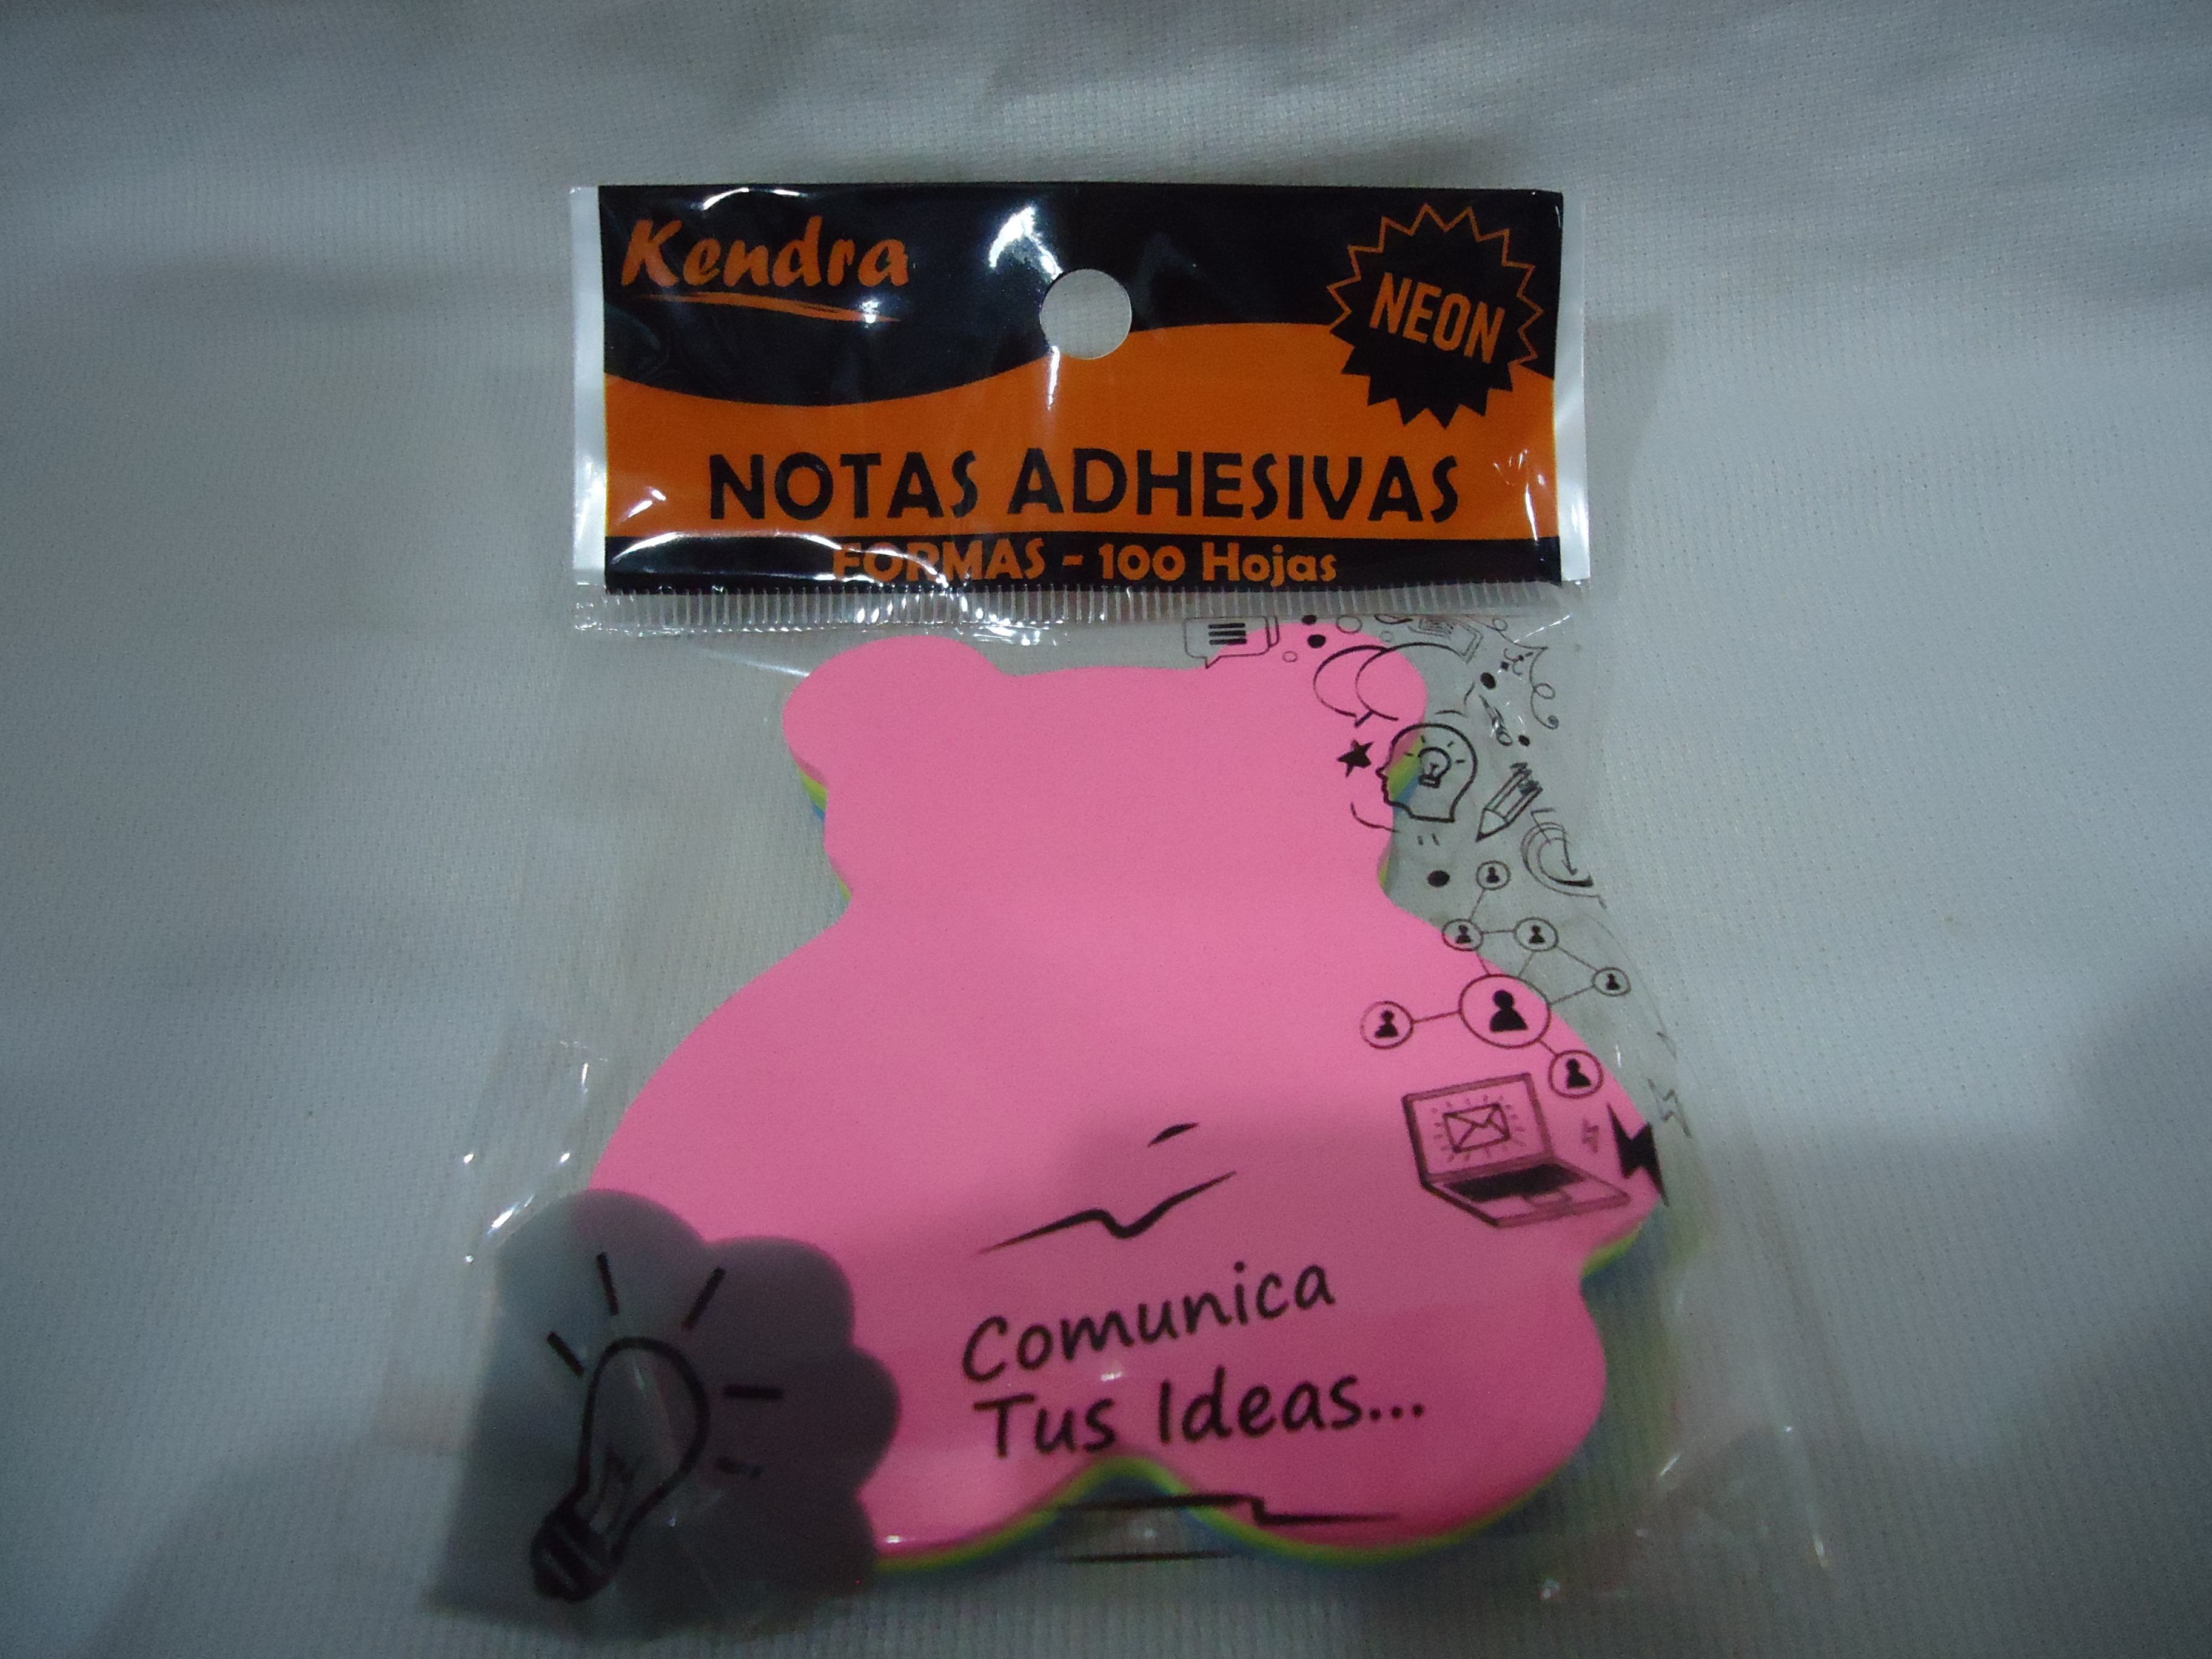 Kendra
NEON
NOTAS ADHESIVAS
FORMAS - 100 Hojas
Comunica
Tus Ideas...